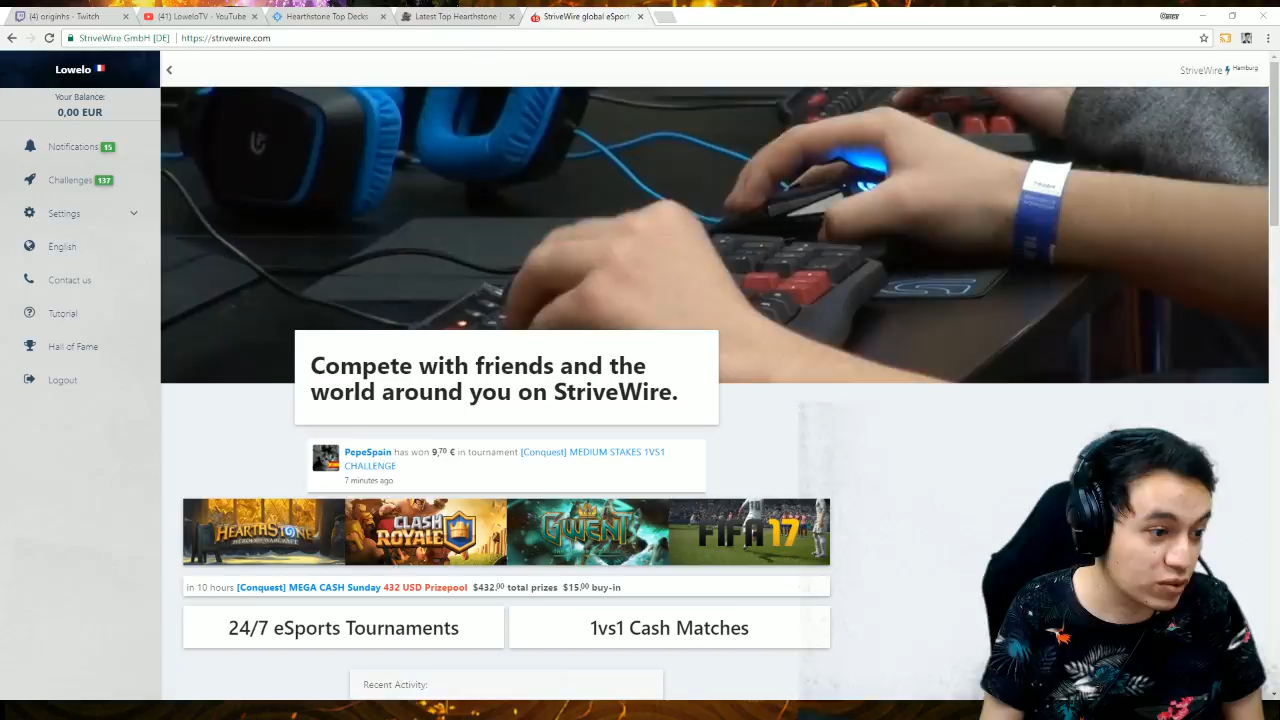 (4) originhs - Twitch
(41) LoweloTV - YouTube
Hearthstone Top Decks
Latest Top Hearthstone
StriveWire global eSport
StriveWire GmbH [DE]
https://strivewire.com
Lowelo
StriveWire Hamburg
Your Balance:
0,00 EUR
Notifications 15
Challenges 137
Settings
English
Contact us
Tutorial
Hall of Fame
Logout
Compete with friends and the
world around you on StriveWire.
PepeSpain has won 9,70 € in tournament [Conquest] MEDIUM STAKES 1VS1
CHALLENGE
7 minutes ago
HEARTHSTONE
HEROES OF WARCRAFT
CLASH
ROYALE
GWENT
FIFA 17
in 10 hours [Conquest] MEGA CASH Sunday 432 USD Prizepool $432.00 total prizes $15.00 buy-in
24/7 eSports Tournaments
1vs1 Cash Matches
Recent Activity: